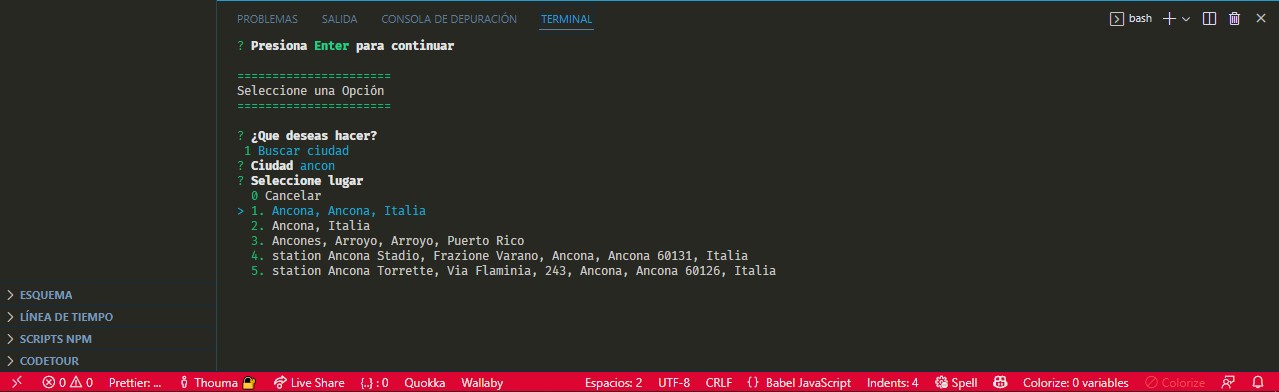 PROBLEMAS SALIDA CONSOLA DE DEPURACIÓN TERMINAL bash
? Presiona Enter para continuar
======================
Seleccione una Opción
======================
? ¿Que deseas hacer?
1 Buscar ciudad
? Ciudad ancon
? Seleccione lugar
0 Cancelar
> 1. Ancona, Ancona, Italia
2. Ancona, Italia
3. Ancones, Arroyo, Arroyo, Puerto Rico
4. station Ancona Stadio, Frazione Varano, Ancona, Ancona 60131, Italia
5. station Ancona Torrette, Via Flaminia, 243, Ancona, Ancona 60126, Italia
ESQUEMA
LÍNEA DE TIEMPO
SCRIPTS NPM
CODETOUR
0 0 Prettier: ... Thouma Live Share {..} : 0 Quokka Wallaby Espacios: 2 UTF-8 CRLF {} Babel JavaScript Indents: 4 Spell Colorize: 0 variables Colorize